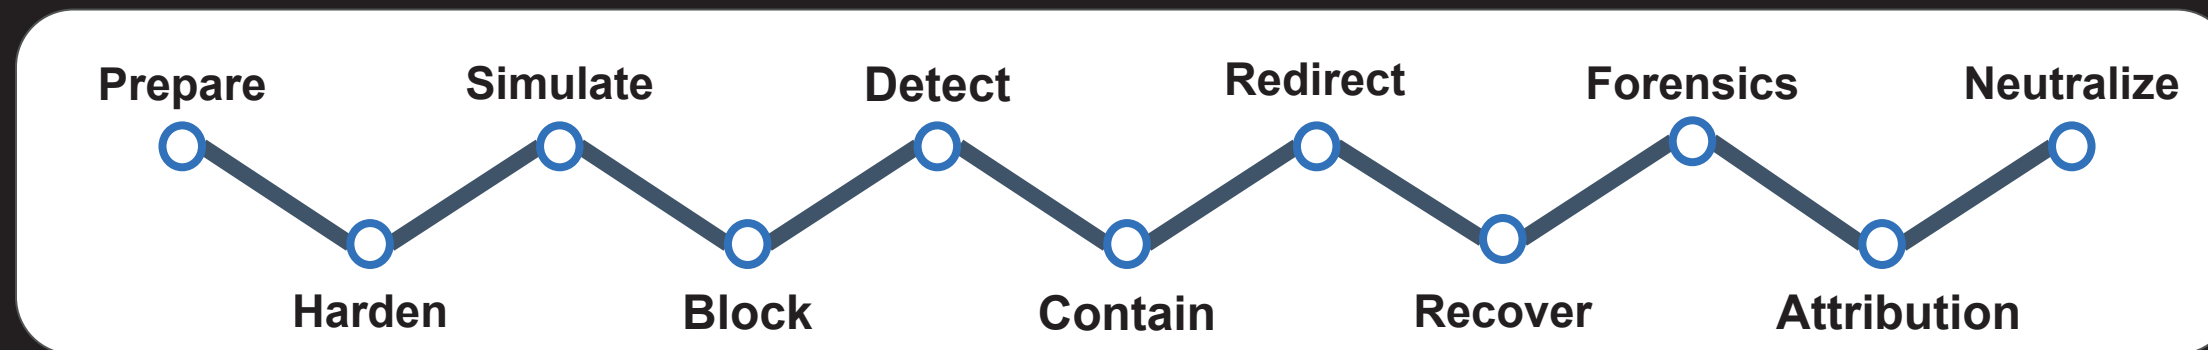 Prepare
Harden
Simulate
Block
Detect
Contain
Redirect
Recover
Forensics
Attribution
Neutralize